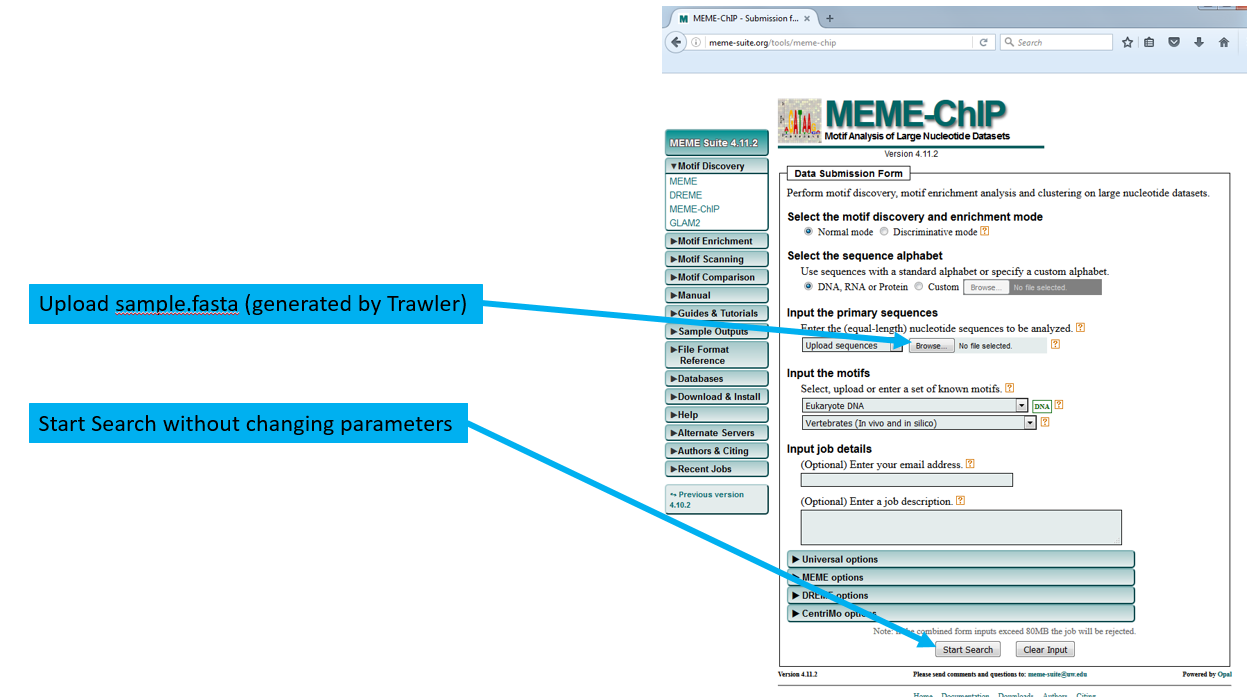 MEME-ChIP - Submission f... × +
meme-suite.org/tools/meme-chip
Search
MEME-ChIP
Motif Analysis of Large Nucleotide Datasets
Version 4.11.2
MEME Suite 4.11.2
▼Motif Discovery
MEME
DREME
MEME-ChIP
GLAM2
►Motif Enrichment
►Motif Scanning
►Motif Comparison
►Manual
►Guides & Tutorials
►Sample Outputs
►File Format
Reference
►Databases
►Download & Install
►Help
►Alternate Servers
►Authors & Citing
►Recent Jobs
↪ Previous version
4.10.2
Upload sample.fasta (generated by Trawler)
Start Search without changing parameters
Data Submission Form
Perform motif discovery, motif enrichment analysis and clustering on large nucleotide datasets.
Select the motif discovery and enrichment mode
Normal mode Discriminative mode ?
Select the sequence alphabet
Use sequences with a standard alphabet or specify a custom alphabet.
DNA, RNA or Protein Custom Browse... No file selected.
Input the primary sequences
Enter the (equal-length) nucleotide sequences to be analyzed. ?
Upload sequences Browse... No file selected. ?
Input the motifs
Select, upload or enter a set of known motifs. ?
Eukaryote DNA DNA ?
Vertebrates (In vivo and in silico) ?
Input job details
(Optional) Enter your email address. ?
(Optional) Enter a job description. ?
► Universal options
► MEME options
► DREME options
► CentriMo options
Note: if the combined form inputs exceed 80MB the job will be rejected.
Start Search Clear Input
Version 4.11.2 Please send comments and questions to: meme-suite@uw.edu Powered by Opal
Home Documentation Downloads Authors Citing